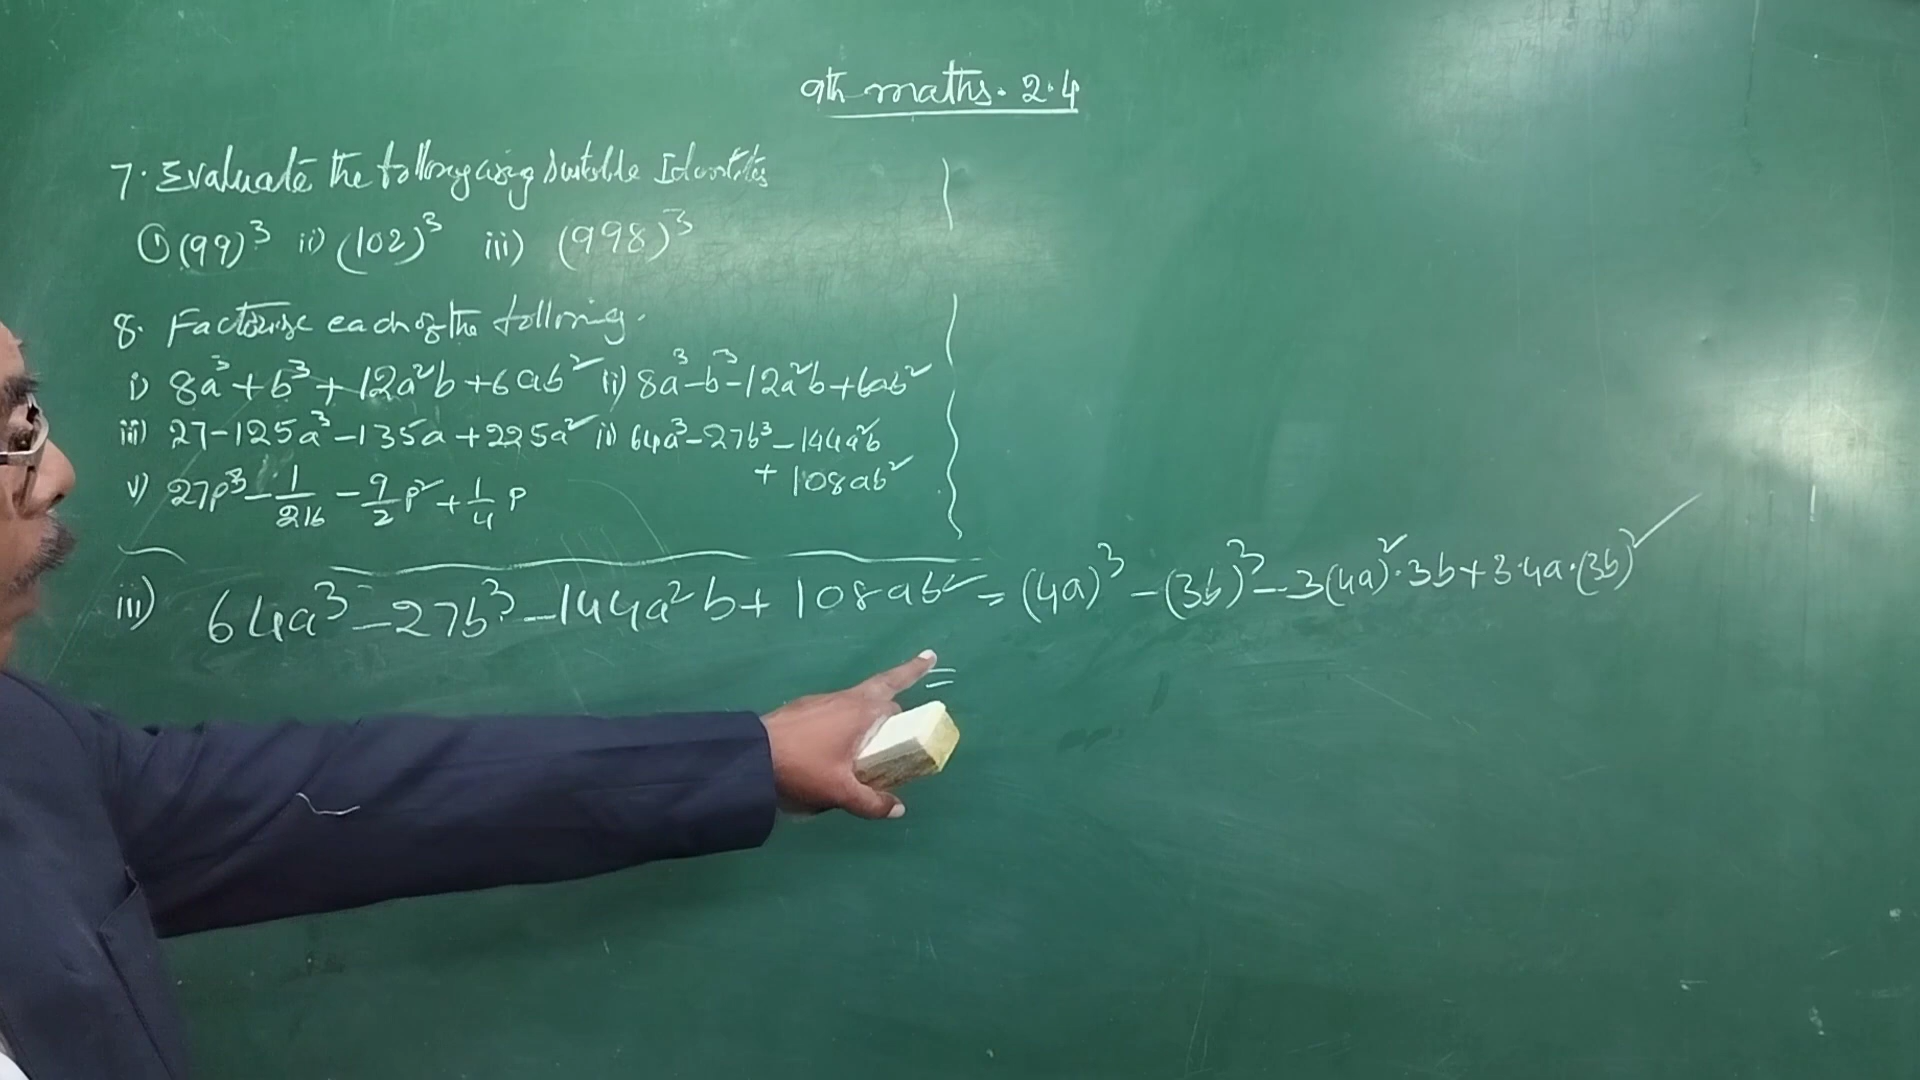 9th maths. 2.4
7. Evaluate the following using Suitable Identities
① (99)³ ii) (102)³ iii) (998)³
8. Factorise each of the following.
i) 8a³+b³+12a²b+6ab² ii) 8a³-b³-12a²b+6ab²
iii) 27-125a³-135a+225a² iv) 64a³-27b³-144a²b
+108ab²
v) 27p³-1/216-9/2p²+1/4p
iii) 64a³-27b³-144a²b+108ab² = (4a)³-(3b)³-3(4a)²·3b+3·4a·(3b)²
=